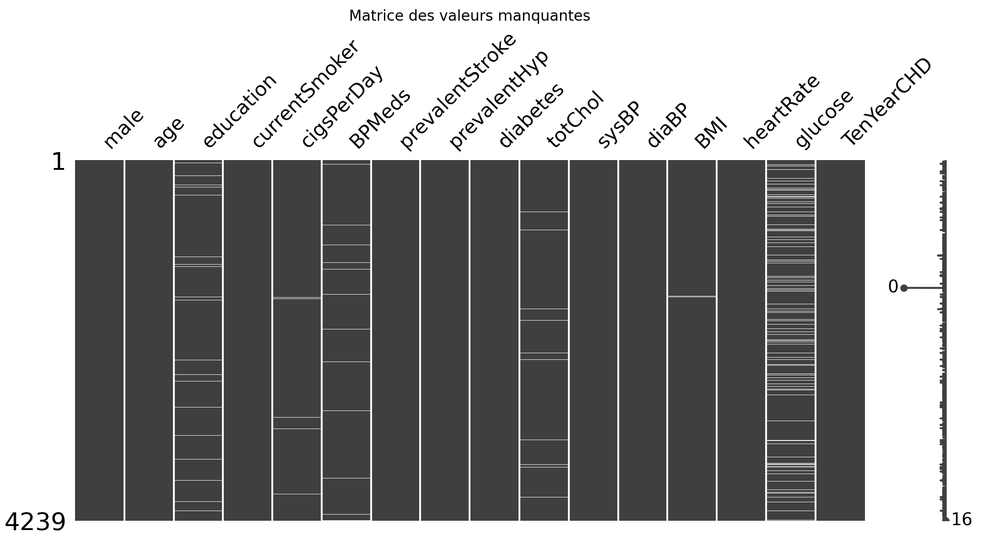 Matrice des valeurs manquantes
male
age
education
currentSmoker
cigsPerDay
BPMeds
prevalentStroke
prevalentHyp
diabetes
totChol
sysBP
diaBP
BMI
heartRate
glucose
TenYearCHD
1
0
4239
16